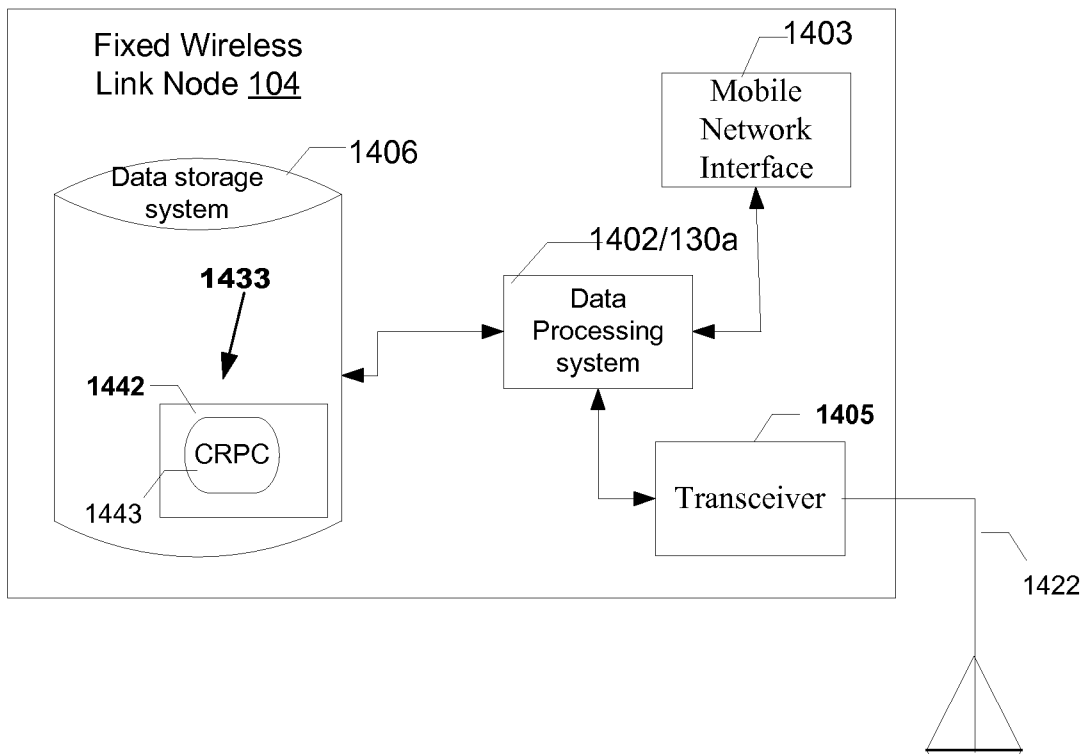 Fixed Wireless
Link Node 104
1403
Mobile
Network
Interface
1406
Data storage
system
1402/130a
1433
Data
Processing
system
1442
1405
CRPC
1443
Transceiver
1422